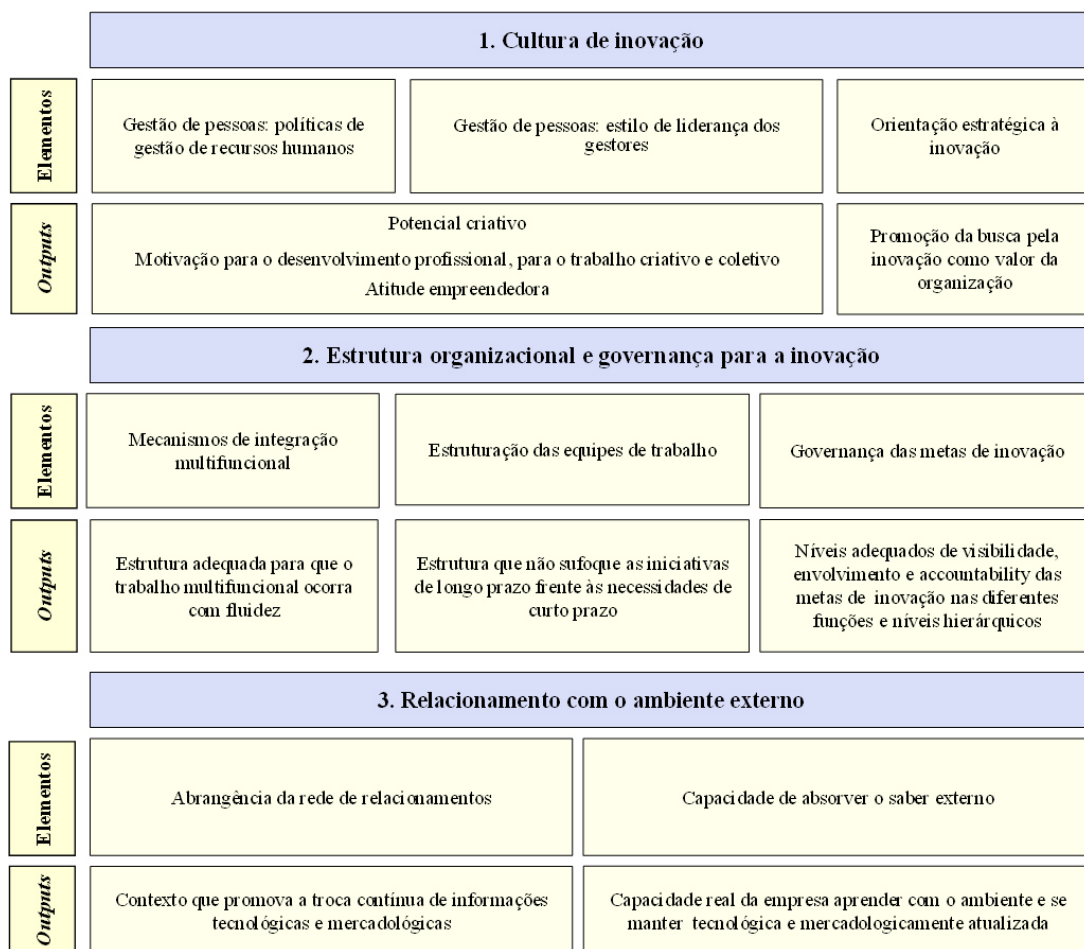 1. Cultura de inovação
Elementos
Gestão de pessoas: políticas de
gestão de recursos humanos
Gestão de pessoas: estilo de liderança dos
gestores
Orientação estratégica à
inovação
Outputs
Potencial criativo
Motivação para o desenvolvimento profissional, para o trabalho criativo e coletivo
Atitude empreendedora
Promoção da busca pela
inovação como valor da
organização
2. Estrutura organizacional e governança para a inovação
Elementos
Mecanismos de integração
multifuncional
Estruturação das equipes de trabalho
Governança das metas de inovação
Outputs
Estrutura adequada para que o
trabalho multifuncional ocorra
com fluidez
Estrutura que não sufoque as iniciativas
de longo prazo frente às necessidades de
curto prazo
Níveis adequados de visibilidade,
envolvimento e accountability das
metas de inovação nas diferentes
funções e níveis hierárquicos
3. Relacionamento com o ambiente externo
Elementos
Abrangência da rede de relacionamentos
Capacidade de absorver o saber externo
Outputs
Contexto que promova a troca contínua de informações
tecnológicas e mercadológicas
Capacidade real da empresa aprender com o ambiente e se
manter tecnológica e mercadologicamente atualizada